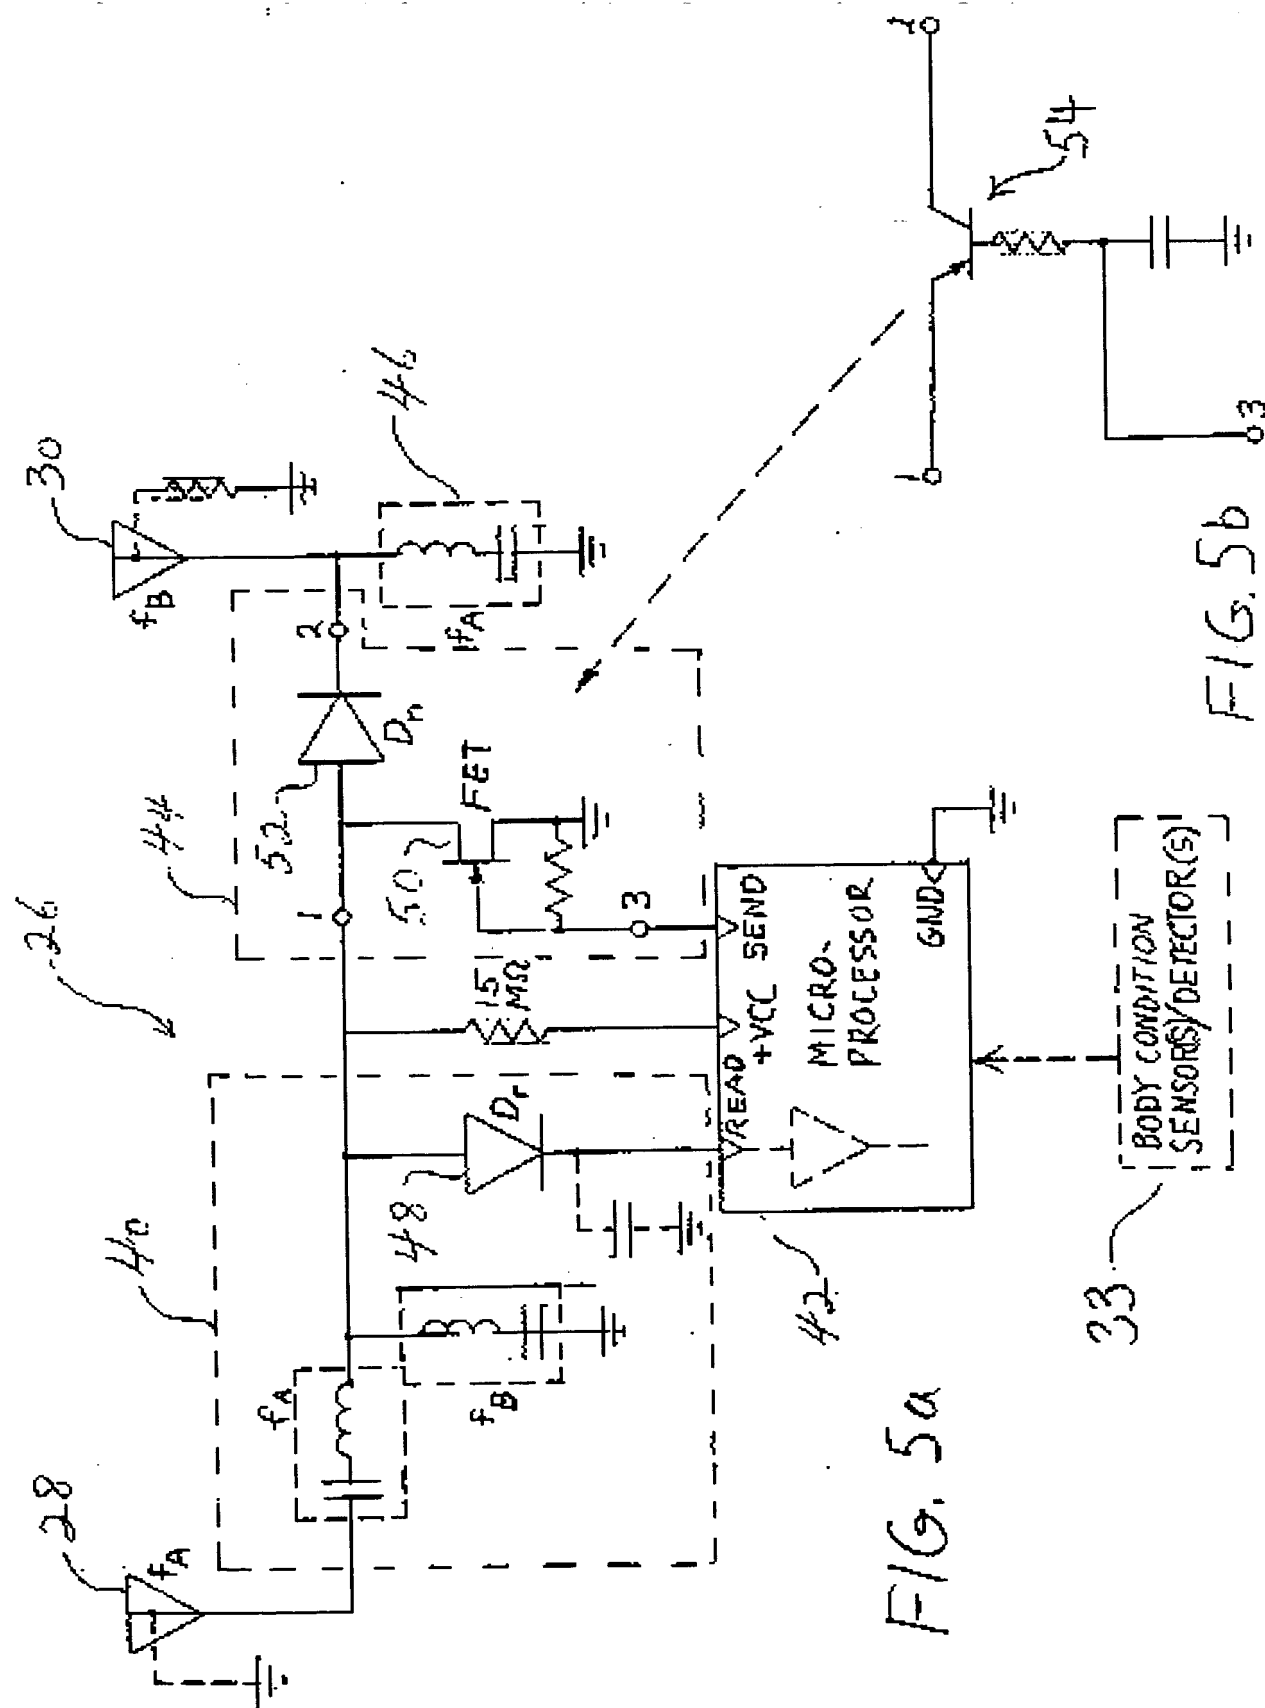 26
28
fA
40
fA
fB
48
Dr
15
MΩ
44
1
52
Dn
2
50
FET
3
30
fB
46
fA
READ
+VCC
SEND
MICRO-
PROCESSOR
GND
42
33
BODY CONDITION
SENSOR(S)/DETECTOR(S)
FIG. 5a
1
2
54
3
FIG. 5b